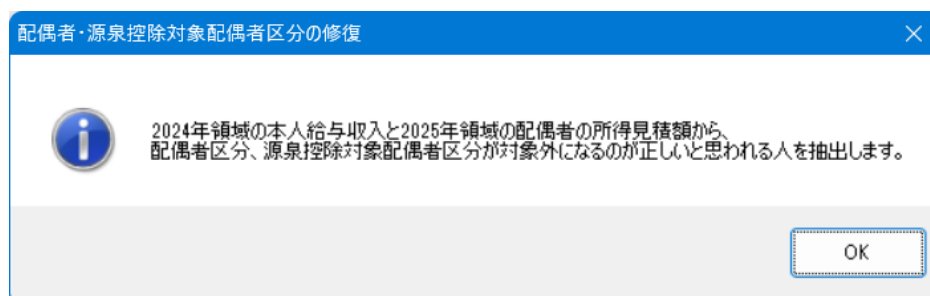 配偶者・源泉控除対象配偶者区分の修復
2024年領域の本人給与収入と2025年領域の配偶者の所得見積額から、
配偶者区分、源泉控除対象配偶者区分が対象外になるのが正しいと思われる人を抽出します。
OK